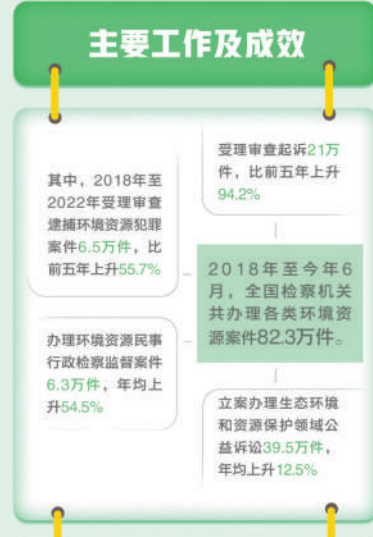 主要工作及成效
其中，2018年至
2022年受理审查
逮捕环境资源犯罪
案件6.5万件，比
前五年上升55.7%
受理审查起诉21万
件，比前五年上升
94.2%
2018年至今年6
月，全国检察机关
共办理各类环境资
源案件82.3万件。
办理环境资源民事
行政检察监督案件
6.3万件，年均上
升54.5%
立案办理生态环境
和资源保护领域公
益诉讼39.5万件，
年均上升12.5%